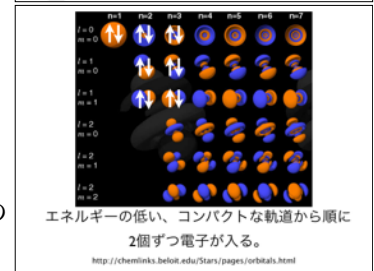 n=1 n=2 n=3 n=4 n=5 n=6 n=7
l = 0
m = 0
l = 1
m = 0
l = 1
m = 1
l = 2
m = 0
l = 2
m = 1
l = 2
m = 2
エネルギーの低い、コンパクトな軌道から順に
2個ずつ電子が入る。
http://chemlinks.beloit.edu/Stars/pages/orbitals.html